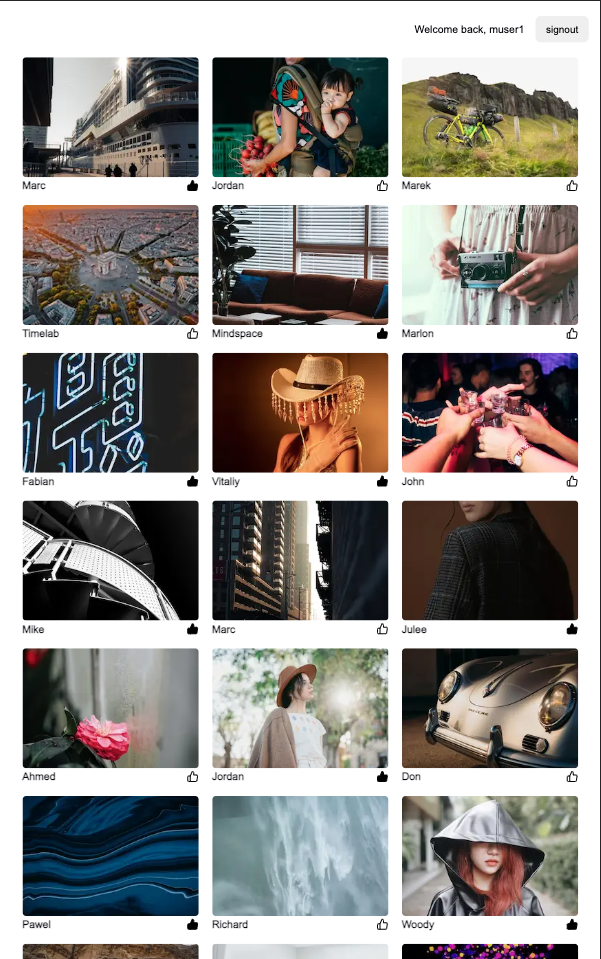 Welcome back, muser1 signout
Marc Jordan Marek
Timelab Mindspace Marlon
Fabian Vitaliy John
Mike Marc Julee
Ahmed Jordan Don
Pawel Richard Woody